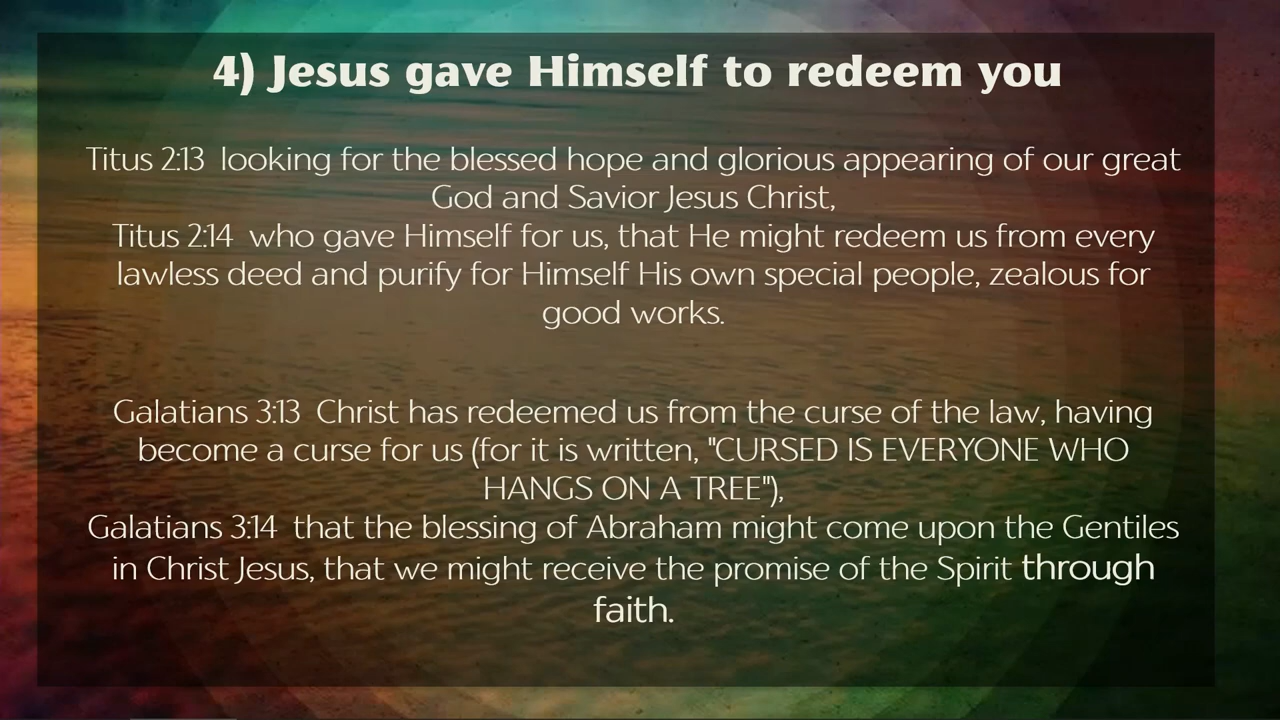 4) Jesus gave Himself to redeem you
Titus 2:13  looking for the blessed hope and glorious appearing of our great
God and Savior Jesus Christ,
Titus 2:14  who gave Himself for us, that He might redeem us from every
lawless deed and purify for Himself His own special people, zealous for
good works.
Galatians 3:13  Christ has redeemed us from the curse of the law, having
become a curse for us (for it is written, "CURSED IS EVERYONE WHO
HANGS ON A TREE"),
Galatians 3:14  that the blessing of Abraham might come upon the Gentiles
in Christ Jesus, that we might receive the promise of the Spirit through
faith.